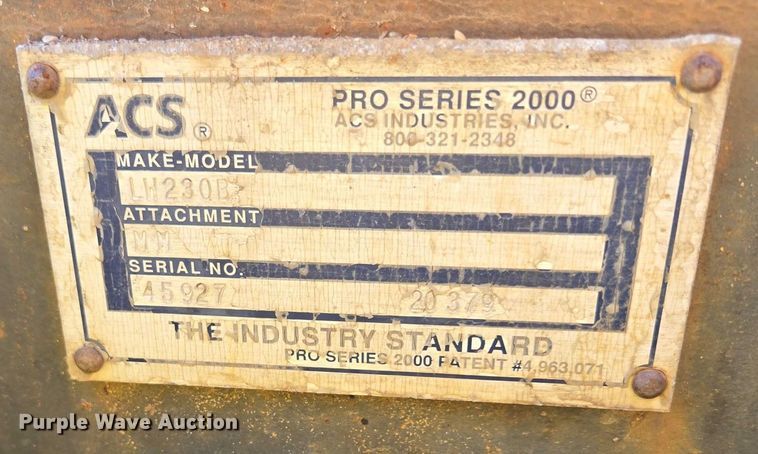 ACS®
PRO SERIES 2000®
ACS INDUSTRIES, INC.
800-321-2348
MAKE-MODEL
LH230B
ATTACHMENT
SERIAL NO.
45927 20379
THE INDUSTRY STANDARD
PRO SERIES 2000 PATENT #4,963,071
Purple Wave Auction